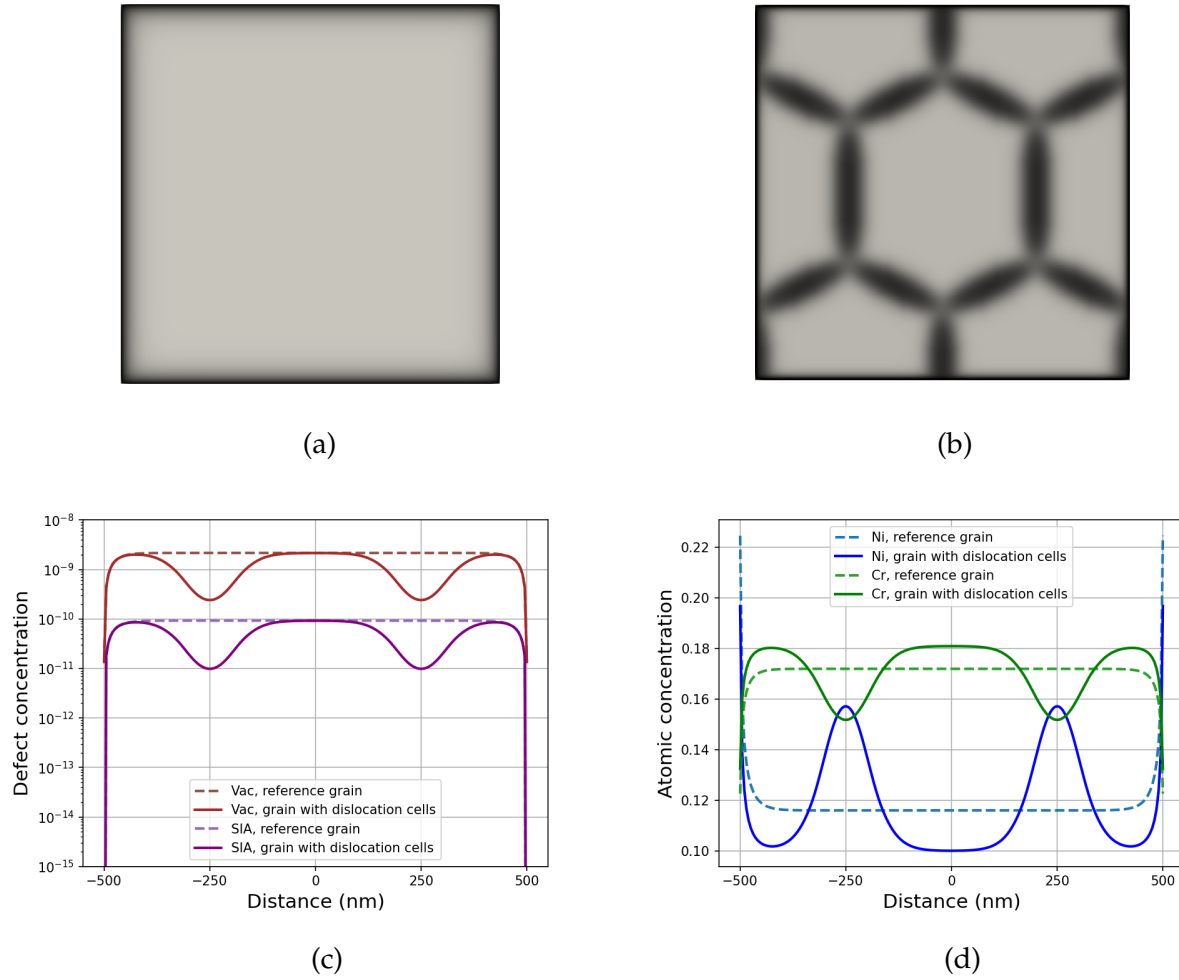 (a)
(b)
10⁻⁸
10⁻⁹
10⁻¹⁰
10⁻¹¹
10⁻¹²
10⁻¹³
10⁻¹⁴
10⁻¹⁵
Defect concentration
Vac, reference grain
Vac, grain with dislocation cells
SIA, reference grain
SIA, grain with dislocation cells
−500 −250 0 250 500
Distance (nm)
(c)
0.22
0.20
0.18
0.16
0.14
0.12
0.10
Atomic concentration
Ni, reference grain
Ni, grain with dislocation cells
Cr, reference grain
Cr, grain with dislocation cells
−500 −250 0 250 500
Distance (nm)
(d)